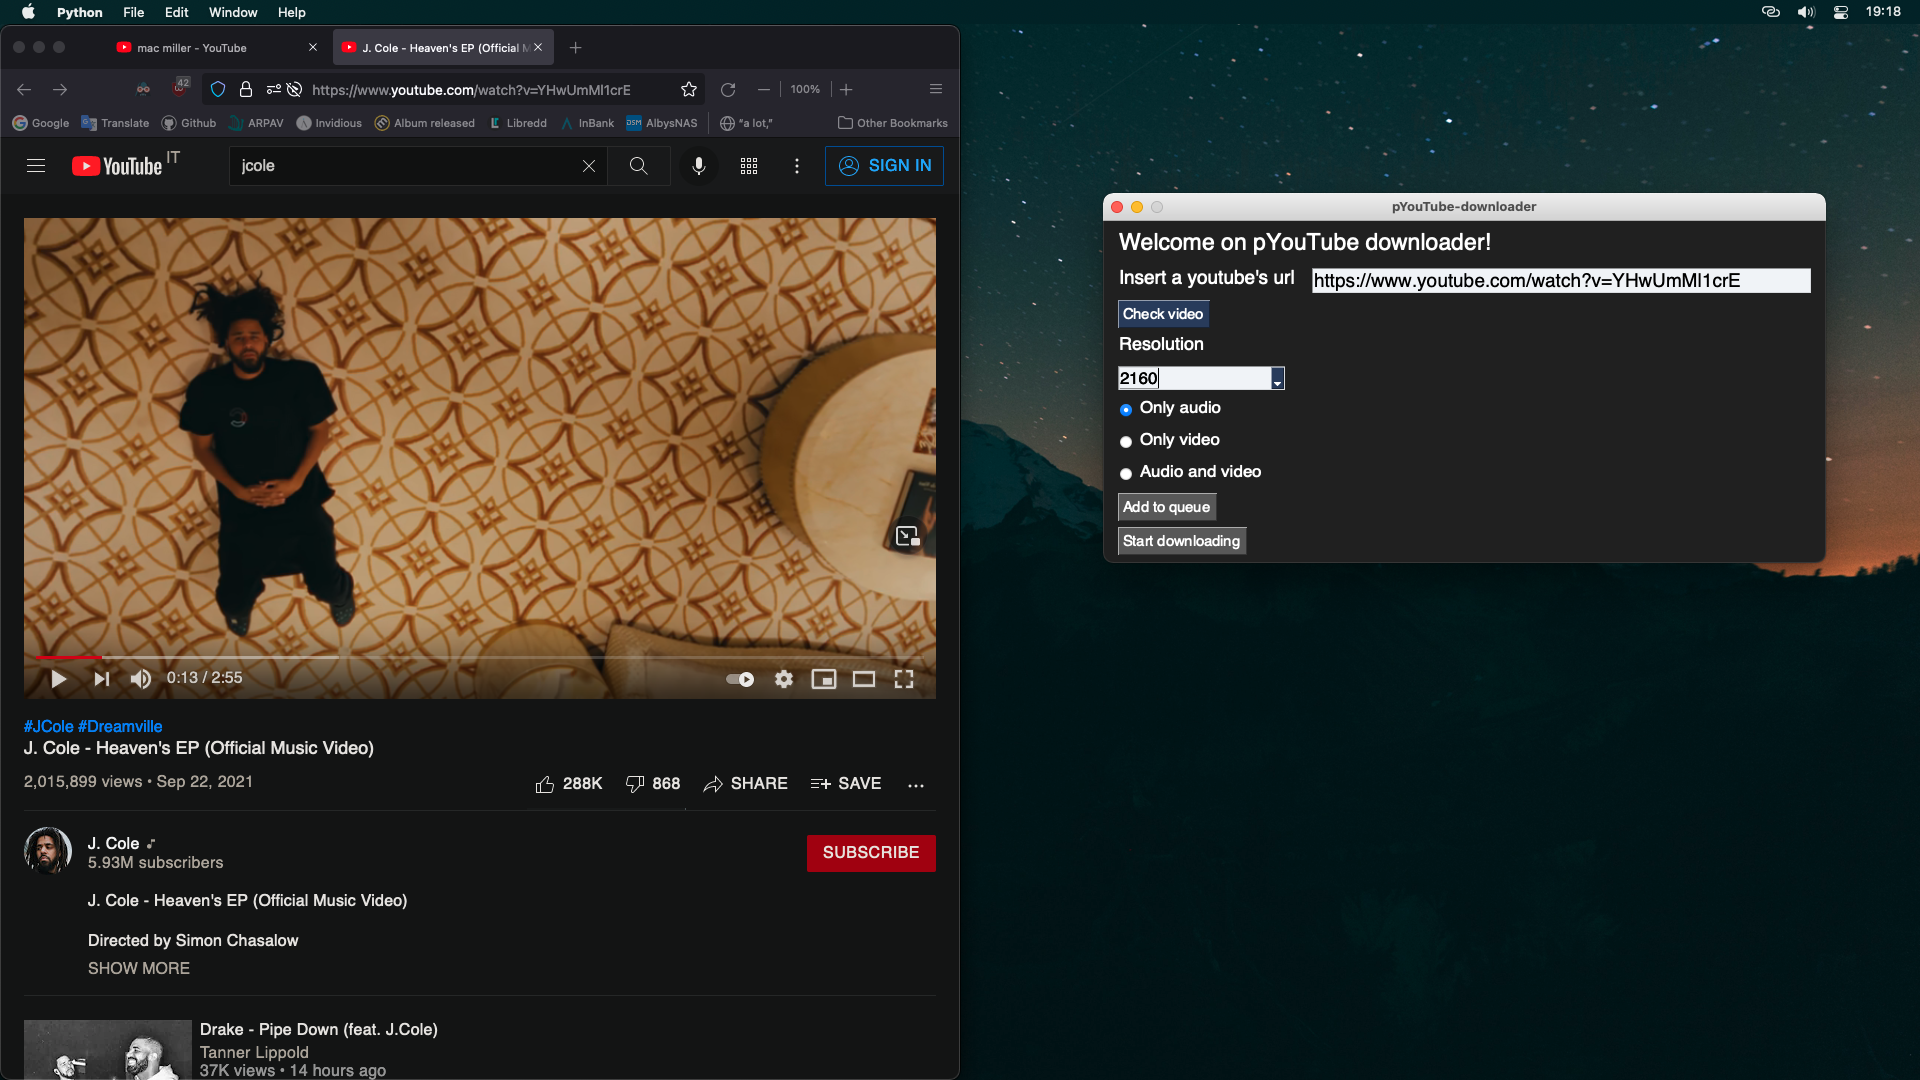 Python File Edit Window Help 19:18
mac miller - YouTube
J. Cole - Heaven's EP (Official M
42
https://www.youtube.com/watch?v=YHwUmMl1crE
100%
Google Translate Github ARPAV Invidious Album released Libredd InBank AlbysNAS "a lot," Other Bookmarks
YouTube IT
jcole
SIGN IN
0:13 / 2:55
#JCole #Dreamville
J. Cole - Heaven's EP (Official Music Video)
2,015,899 views • Sep 22, 2021
288K 868 SHARE SAVE
J. Cole
5.93M subscribers
SUBSCRIBE
J. Cole - Heaven's EP (Official Music Video)
Directed by Simon Chasalow
SHOW MORE
Drake - Pipe Down (feat. J.Cole)
Tanner Lippold
37K views • 14 hours ago
pYouTube-downloader
Welcome on pYouTube downloader!
Insert a youtube's url https://www.youtube.com/watch?v=YHwUmMl1crE
Check video
Resolution
2160
Only audio
Only video
Audio and video
Add to queue
Start downloading